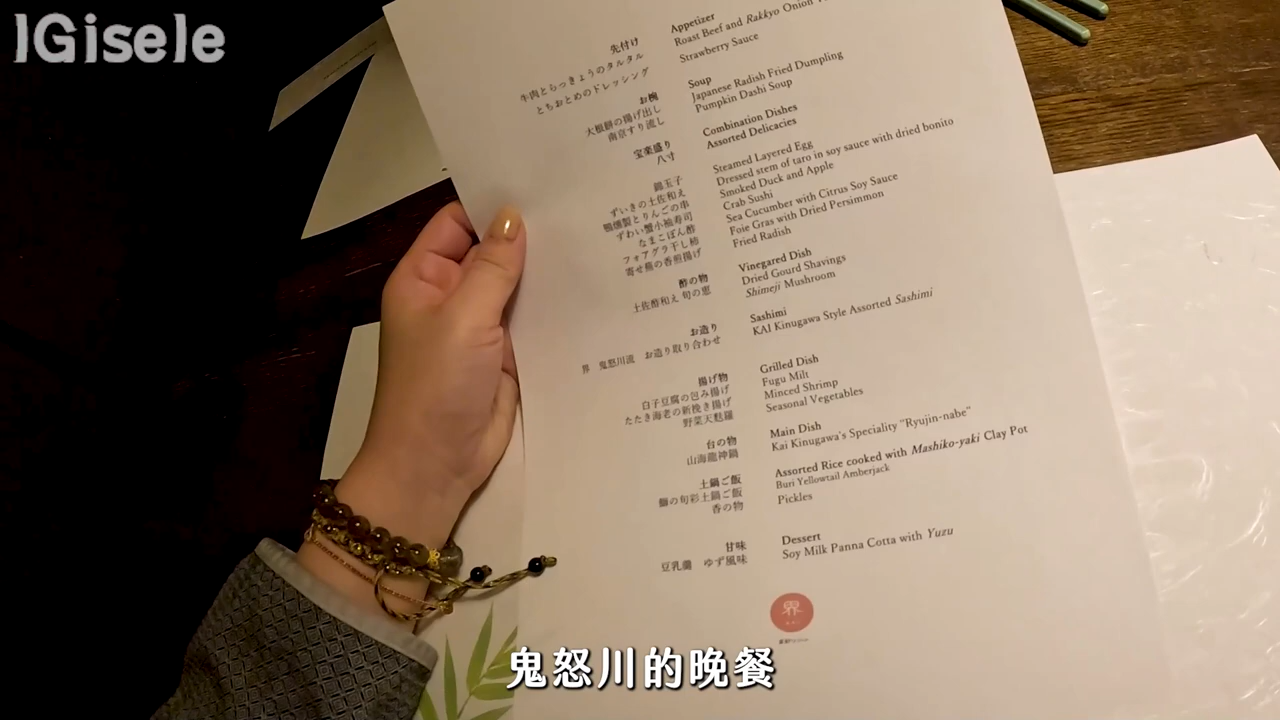 IGisele
先付け
牛肉とらっきょうのタルタル
とちおとめのドレッシング
お椀
大根餅の揚げ出し
南京すり流し
宝楽盛り
八寸
錦玉子
ずいきの土佐和え
鴨燻製とりんごの串
ずわい蟹小袖寿司
なまこぽん酢
フォアグラ干し柿
寄せ蕪の香煎揚げ
酢の物
土佐酢和え 旬の恵
お造り
界 鬼怒川流 お造り取り合わせ
揚げ物
白子豆腐の包み揚げ
たたき海老の新挽き揚げ
野菜天麩羅
台の物
山海龍神鍋
土鍋ご飯
鰤の旬彩土鍋ご飯
香の物
甘味
豆乳羹 ゆず風味
Appetizer
Roast Beef and Rakkyo Onion
Strawberry Sauce
Soup
Japanese Radish Fried Dumpling
Pumpkin Dashi Soup
Combination Dishes
Assorted Delicacies
Steamed Layered Egg
Dressed stem of taro in soy sauce with dried bonito
Smoked Duck and Apple
Crab Sushi
Sea Cucumber with Citrus Soy Sauce
Foie Gras with Dried Persimmon
Fried Radish
Vinegared Dish
Dried Gourd Shavings
Shimeji Mushroom
Sashimi
KAI Kinugawa Style Assorted Sashimi
Grilled Dish
Fugu Milt
Minced Shrimp
Seasonal Vegetables
Main Dish
Kai Kinugawa's Speciality "Ryujin-nabe"
Assorted Rice cooked with Mashiko-yaki Clay Pot
Buri Yellowtail Amberjack
Pickles
Dessert
Soy Milk Panna Cotta with Yuzu
界
鬼怒川的晚餐